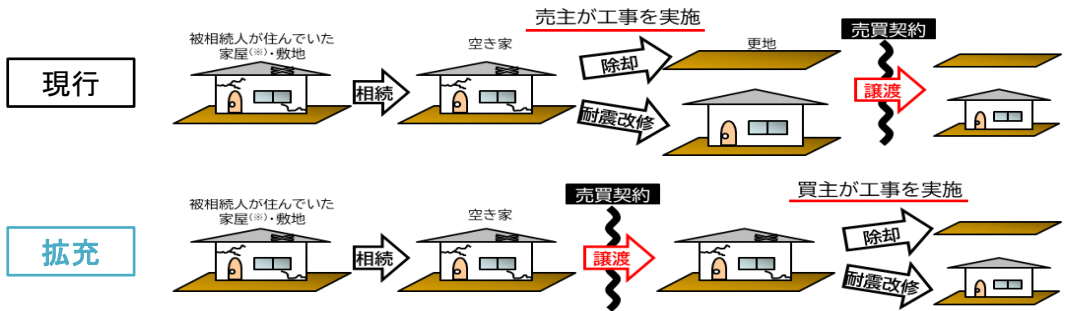 現行
被相続人が住んでいた
家屋(※)・敷地
相続
空き家
売主が工事を実施
除却
耐震改修
更地
売買契約
譲渡
拡充
被相続人が住んでいた
家屋(※)・敷地
相続
空き家
売買契約
譲渡
買主が工事を実施
除却
耐震改修